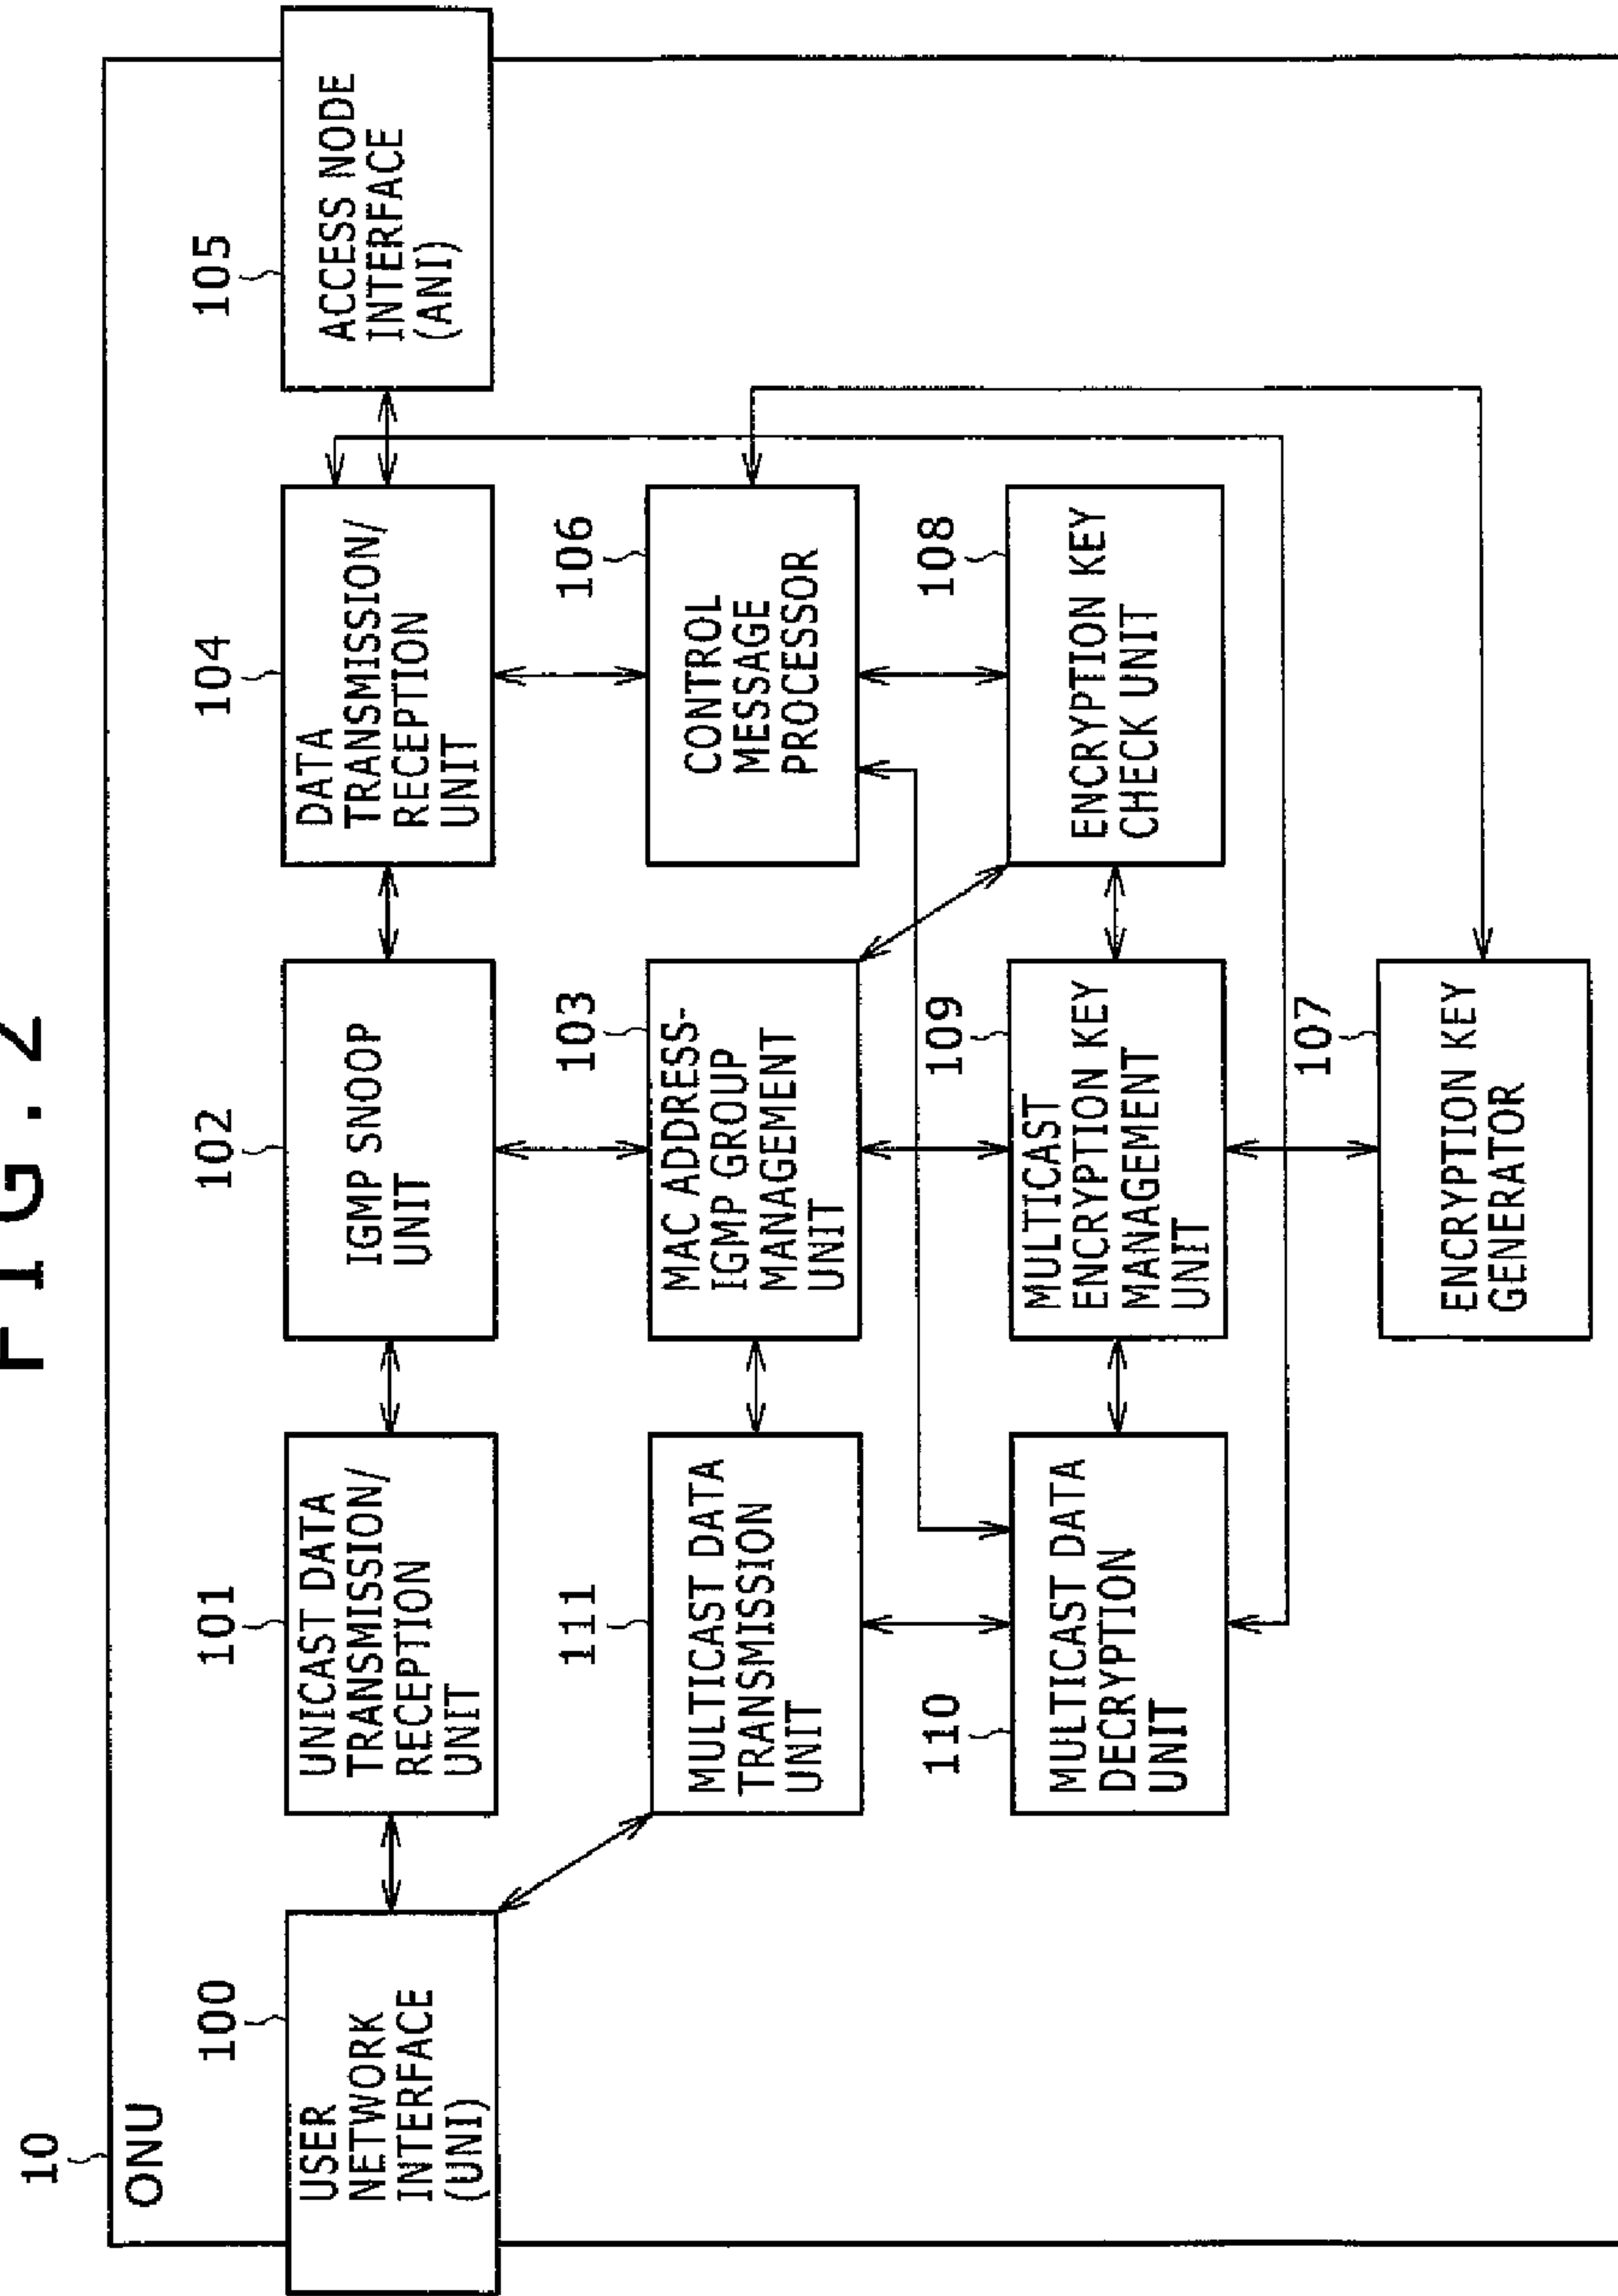 FIG. 2
10
ONU
100
USER
NETWORK
INTERFACE
(UNI)
101
UNICAST DATA
TRANSMISSION/
RECEPTION
UNIT
102
IGMP SNOOP
UNIT
104
DATA
TRANSMISSION/
RECEPTION
UNIT
105
ACCESS NODE
INTERFACE
(ANI)
111
MULTICAST DATA
TRANSMISSION
UNIT
103
MAC ADDRESS-
IGMP GROUP
MANAGEMENT
UNIT
106
CONTROL
MESSAGE
PROCESSOR
110
MULTICAST DATA
DECRYPTION
UNIT
109
MULTICAST
ENCRYPTION KEY
MANAGEMENT
UNIT
108
ENCRYPTION KEY
CHECK UNIT
107
ENCRYPTION KEY
GENERATOR